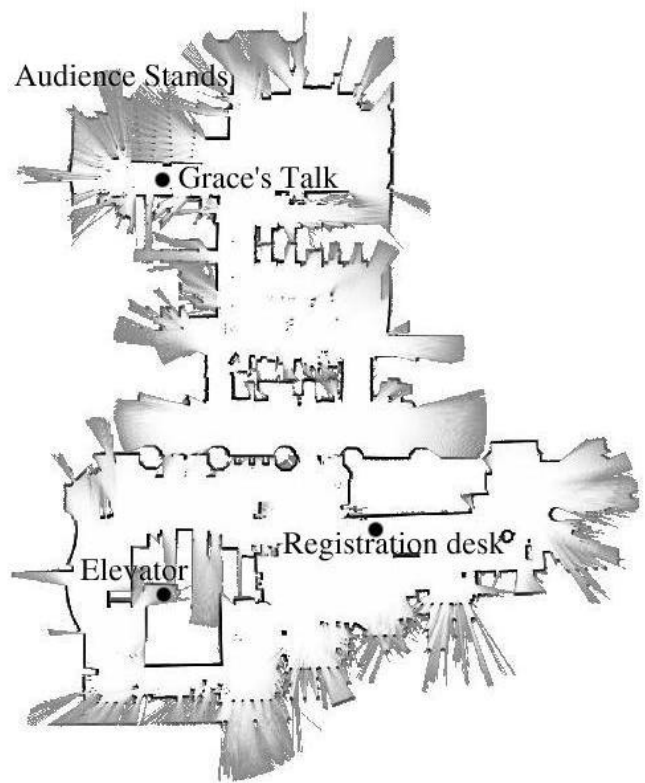 Audience Stands
Grace's Talk
Registration desk
Elevator